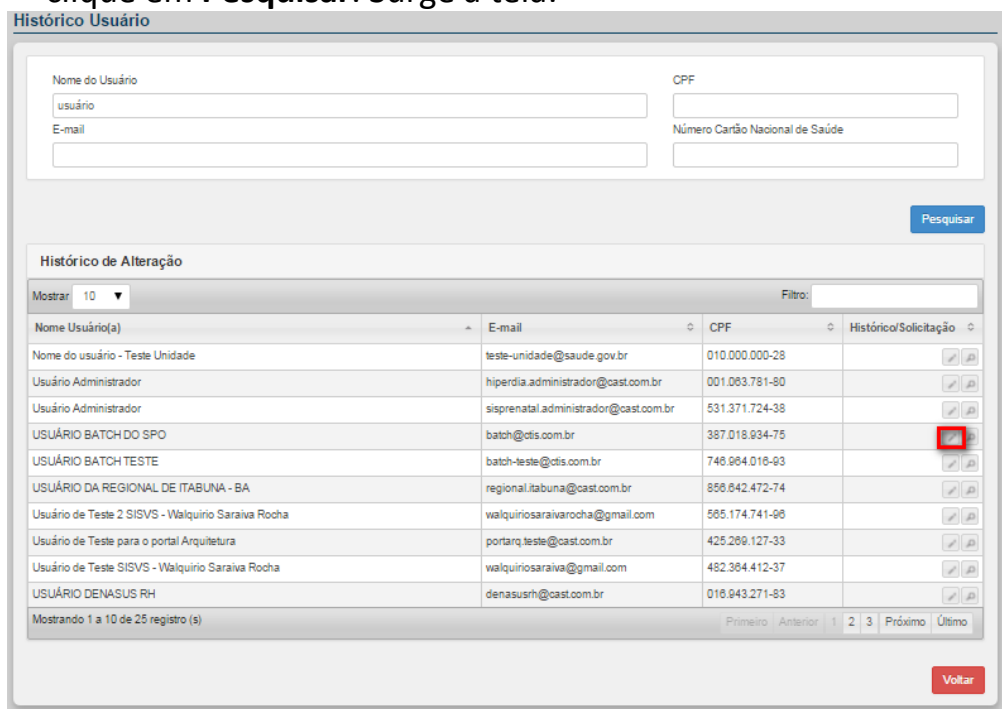 clique em Pesquisar. Surge a tela:
Histórico Usuário
Nome do Usuário CPF
usuário
E-mail Número Cartão Nacional de Saúde
Pesquisar
Histórico de Alteração
Mostrar 10 Filtro:
Nome Usuário(a) E-mail CPF Histórico/Solicitação
Nome do usuário - Teste Unidade teste-unidade@saude.gov.br 010.000.000-28
Usuário Administrador hiperdia.administrador@cast.com.br 001.063.781-80
Usuário Administrador sisprenatal.administrador@cast.com.br 531.371.724-38
USUÁRIO BATCH DO SPO batch@ctis.com.br 387.018.934-75
USUÁRIO BATCH TESTE batch-teste@ctis.com.br 746.964.016-93
USUÁRIO DA REGIONAL DE ITABUNA - BA regional.itabuna@cast.com.br 856.642.472-74
Usuário de Teste 2 SISVS - Walquirio Saraiva Rocha walquiriosaraivarocha@gmail.com 565.174.741-96
Usuário de Teste para o portal Arquitetura portarq.teste@cast.com.br 425.269.127-33
Usuário de Teste SISVS - Walquirio Saraiva Rocha walquiriosaraiva@gmail.com 482.364.412-37
USUÁRIO DENASUS RH denasusrh@cast.com.br 016.943.271-83
Mostrando 1 a 10 de 25 registro (s) Primeiro Anterior 1 2 3 Próximo Último
Voltar